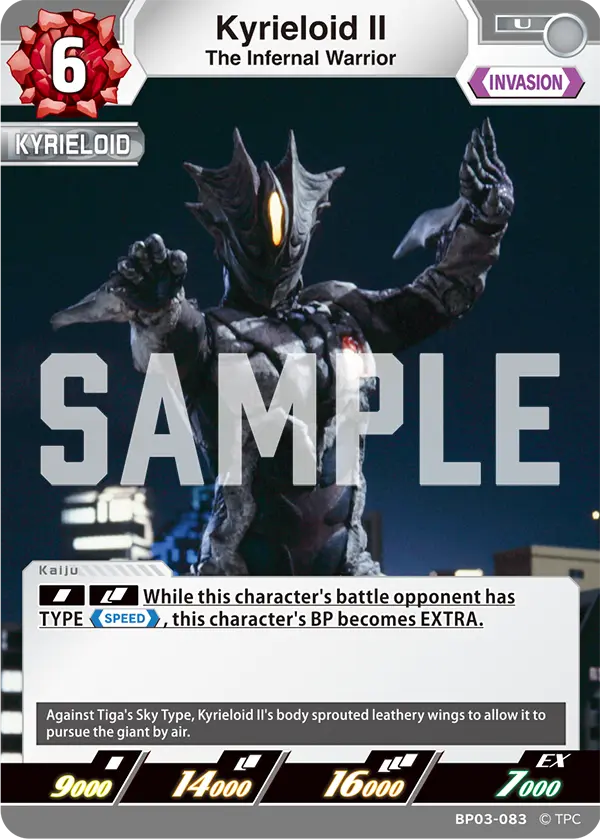 6
Kyrieloid II
The Infernal Warrior
U
INVASION
KYRIELOID
SAMPLE
Kaiju
While this character's battle opponent has
TYPE SPEED, this character's BP becomes EXTRA.
Against Tiga's Sky Type, Kyrieloid II's body sprouted leathery wings to allow it to
pursue the giant by air.
9000
14000
16000
EX
7000
BP03-083 © TPC